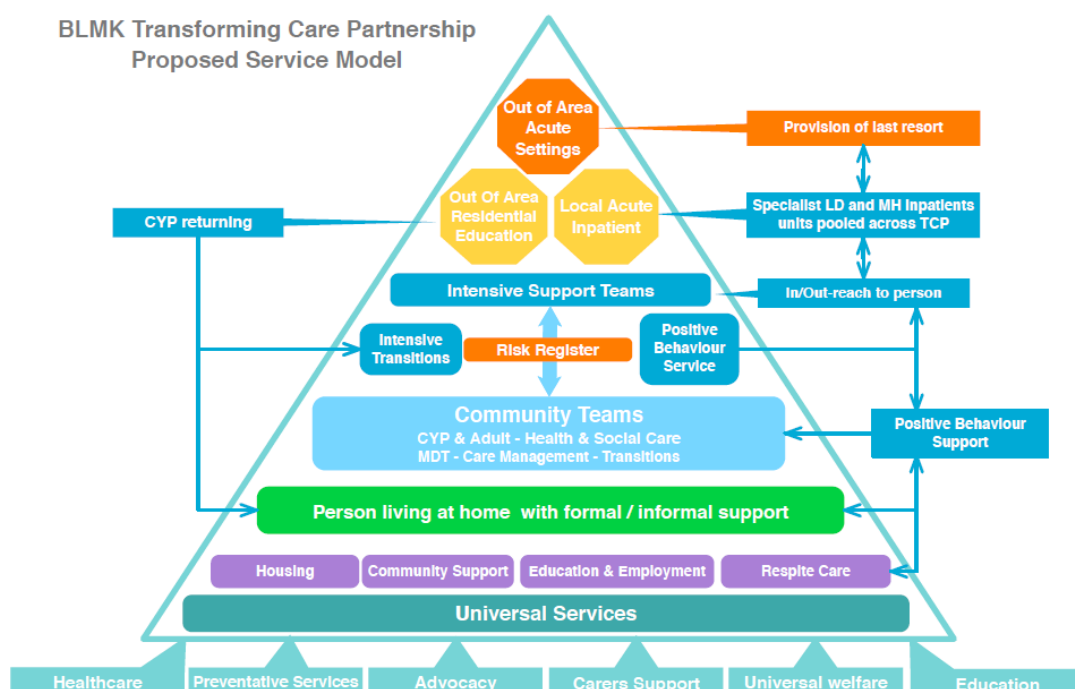 BLMK Transforming Care Partnership
Proposed Service Model
Out of Area
Acute
Settings
Provision of last resort
Out Of Area
Residential
Education
Local Acute
Inpatient
CYP returning
Specialist LD and MH Inpatients
units pooled across TCP
Intensive Support Teams
In/Out-reach to person
Intensive
Transitions
Risk Register
Positive
Behaviour
Service
Community Teams
CYP & Adult - Health & Social Care
MDT - Care Management - Transitions
Positive Behaviour
Support
Person living at home with formal / informal support
Housing
Community Support
Education & Employment
Respite Care
Universal Services
Healthcare
Preventative Services
Advocacy
Carers Support
Universal welfare
Education